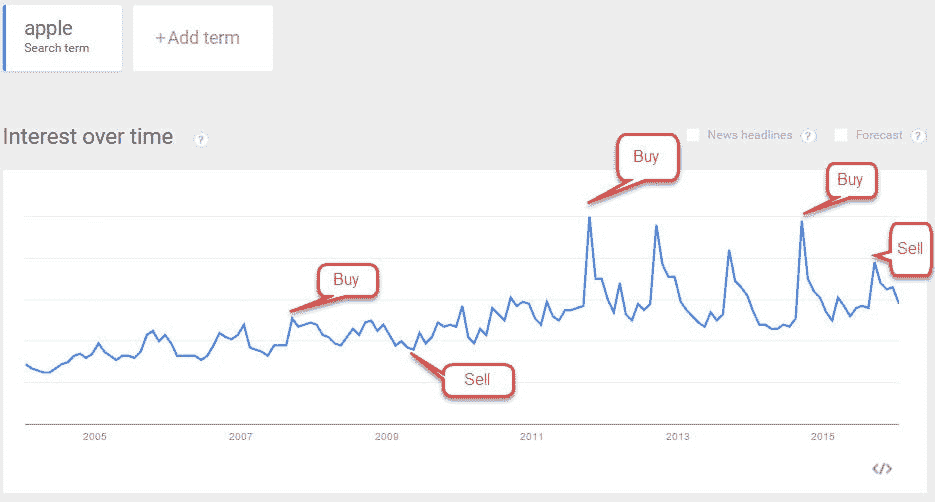 apple
Search term
+Add term
Interest over time ?
News headlines ?
Forecast ?
Buy
Buy
Sell
Buy
Sell
2005 2007 2009 2011 2013 2015
</>